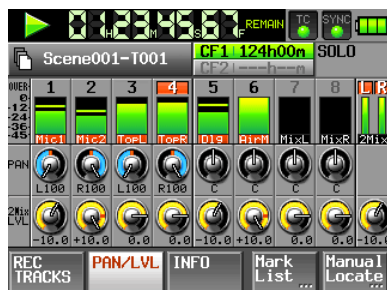 01234567 REMAIN TC SYNC
H M S F
Scene001-T001 CF1 124h00m SOLO
CF2 ---h--m
OVER 1 2 3 4 5 6 7 8 L R
0
-12
-24
-36
-45 Mic1 Mic2 TopL TopR Dlg AirM MixL MixR 2Mix
PAN
L100 R100 L100 R100 C C C C
2Mix
LVL
-10.0 +10.0 0.0 0.0 -10.0 +10.0 0.0 0.0 -10.0
REC TRACKS PAN/LVL INFO Mark List ... Manual Locate ...